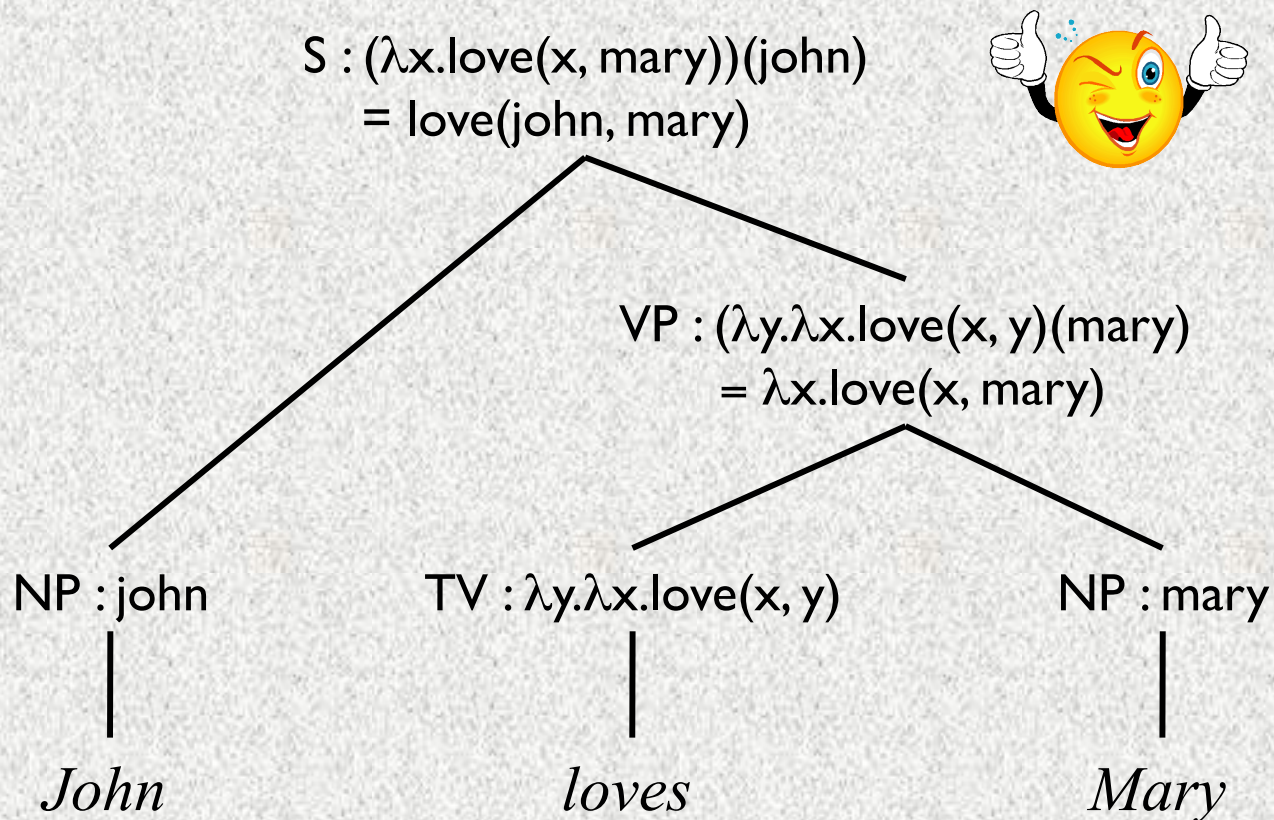 S : (λx.love(x, mary))(john)
= love(john, mary)
VP : (λy.λx.love(x, y)(mary)
= λx.love(x, mary)
NP : john
TV : λy.λx.love(x, y)
NP : mary
John
loves
Mary